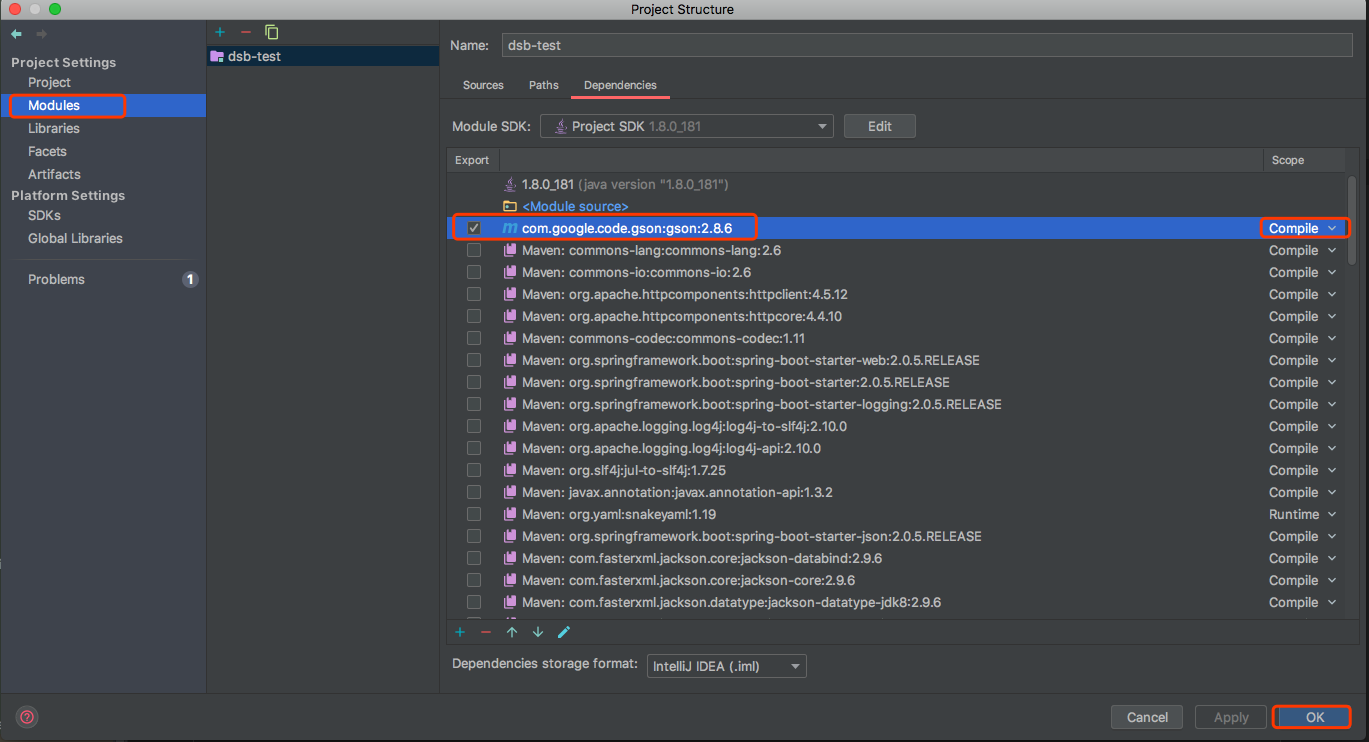 Project Structure
Project Settings
Project
Modules
Libraries
Facets
Artifacts
Platform Settings
SDKs
Global Libraries
Problems 1
dsb-test
Name: dsb-test
Sources Paths Dependencies
Module SDK: Project SDK 1.8.0_181 Edit
Export Scope
1.8.0_181 (java version "1.8.0_181")
<Module source>
com.google.code.gson:gson:2.8.6 Compile
Maven: commons-lang:commons-lang:2.6 Compile
Maven: commons-io:commons-io:2.6 Compile
Maven: org.apache.httpcomponents:httpclient:4.5.12 Compile
Maven: org.apache.httpcomponents:httpcore:4.4.10 Compile
Maven: commons-codec:commons-codec:1.11 Compile
Maven: org.springframework.boot:spring-boot-starter-web:2.0.5.RELEASE Compile
Maven: org.springframework.boot:spring-boot-starter:2.0.5.RELEASE Compile
Maven: org.springframework.boot:spring-boot-starter-logging:2.0.5.RELEASE Compile
Maven: org.apache.logging.log4j:log4j-to-slf4j:2.10.0 Compile
Maven: org.apache.logging.log4j:log4j-api:2.10.0 Compile
Maven: org.slf4j:jul-to-slf4j:1.7.25 Compile
Maven: javax.annotation:javax.annotation-api:1.3.2 Compile
Maven: org.yaml:snakeyaml:1.19 Runtime
Maven: org.springframework.boot:spring-boot-starter-json:2.0.5.RELEASE Compile
Maven: com.fasterxml.jackson.core:jackson-databind:2.9.6 Compile
Maven: com.fasterxml.jackson.core:jackson-core:2.9.6 Compile
Maven: com.fasterxml.jackson.datatype:jackson-datatype-jdk8:2.9.6 Compile
Dependencies storage format: IntelliJ IDEA (.iml)
Cancel Apply OK